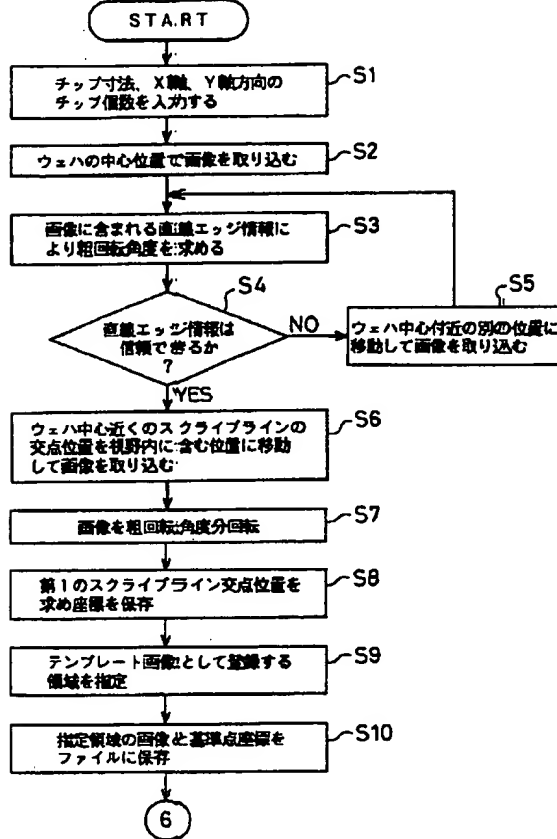 START
チップ寸法、X軸、Y軸方向の
チップ個数を入力する
S1
ウェハの中心位置で画像を取り込む
S2
画像に含まれる直線エッジ情報に
より粗回転角度を求める
S3
S4
直線エッジ情報は
信頼できるか
?
NO
S5
ウェハ中心付近の別の位置に
移動して画像を取り込む
YES
ウェハ中心近くのスクライブラインの
交点位置を視野内に含む位置に移動
して画像を取り込む
S6
画像を粗回転角度分回転
S7
第1のスクライブライン交点位置を
求め座標を保存
S8
テンプレート画像として登録する
領域を指定
S9
指定領域の画像と基準点座標を
ファイルに保存
S10
6